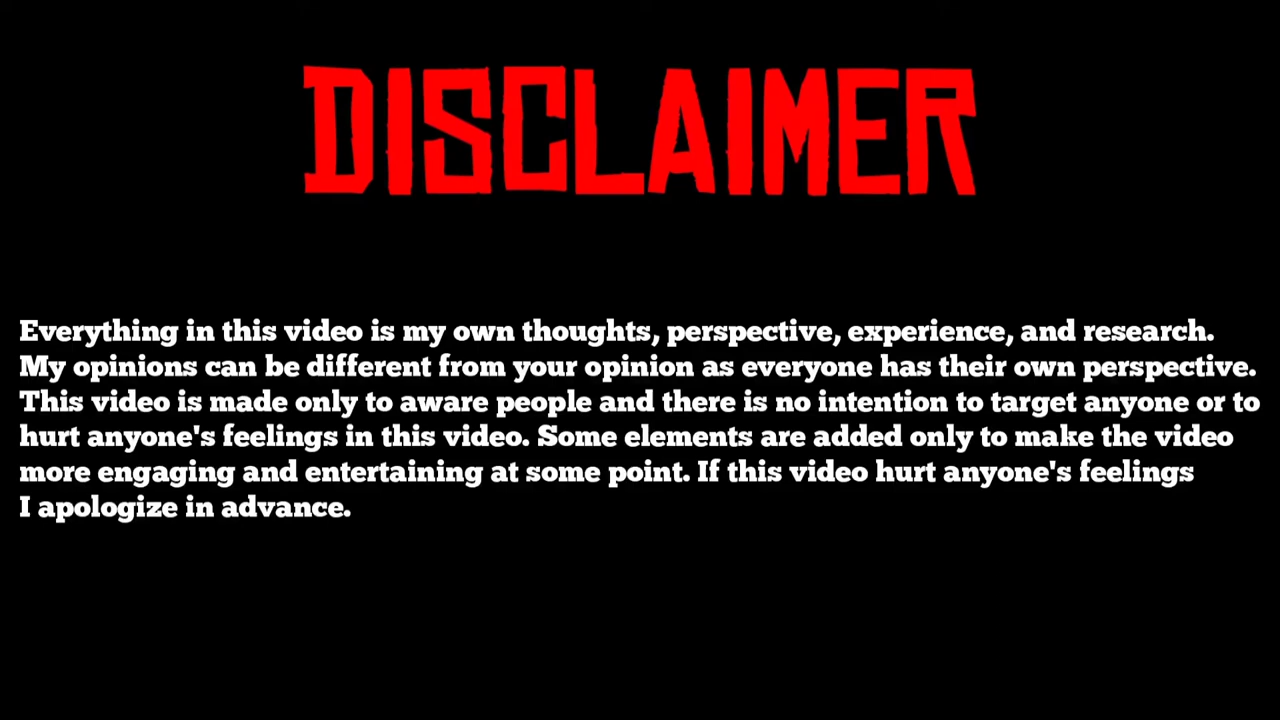 DISCLAIMER
Everything in this video is my own thoughts, perspective, experience, and research.
My opinions can be different from your opinion as everyone has their own perspective.
This video is made only to aware people and there is no intention to target anyone or to
hurt anyone's feelings in this video. Some elements are added only to make the video
more engaging and entertaining at some point. If this video hurt anyone's feelings
I apologize in advance.